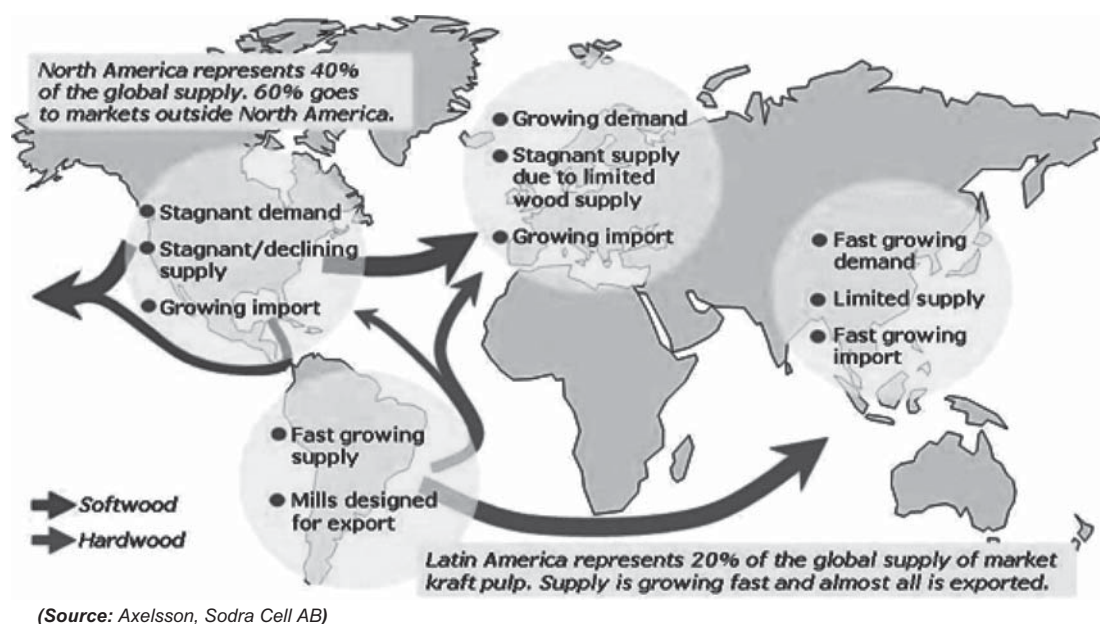 North America represents 40%
of the global supply. 60% goes
to markets outside North America.
● Growing demand
● Stagnant supply
due to limited
wood supply
● Growing import
● Stagnant demand
● Stagnant/declining
supply
● Growing import
● Fast growing
demand
● Limited supply
● Fast growing
import
● Fast growing
supply
● Mills designed
for export
Softwood
Hardwood
Latin America represents 20% of the global supply of market
kraft pulp. Supply is growing fast and almost all is exported.
(Source: Axelsson, Sodra Cell AB)